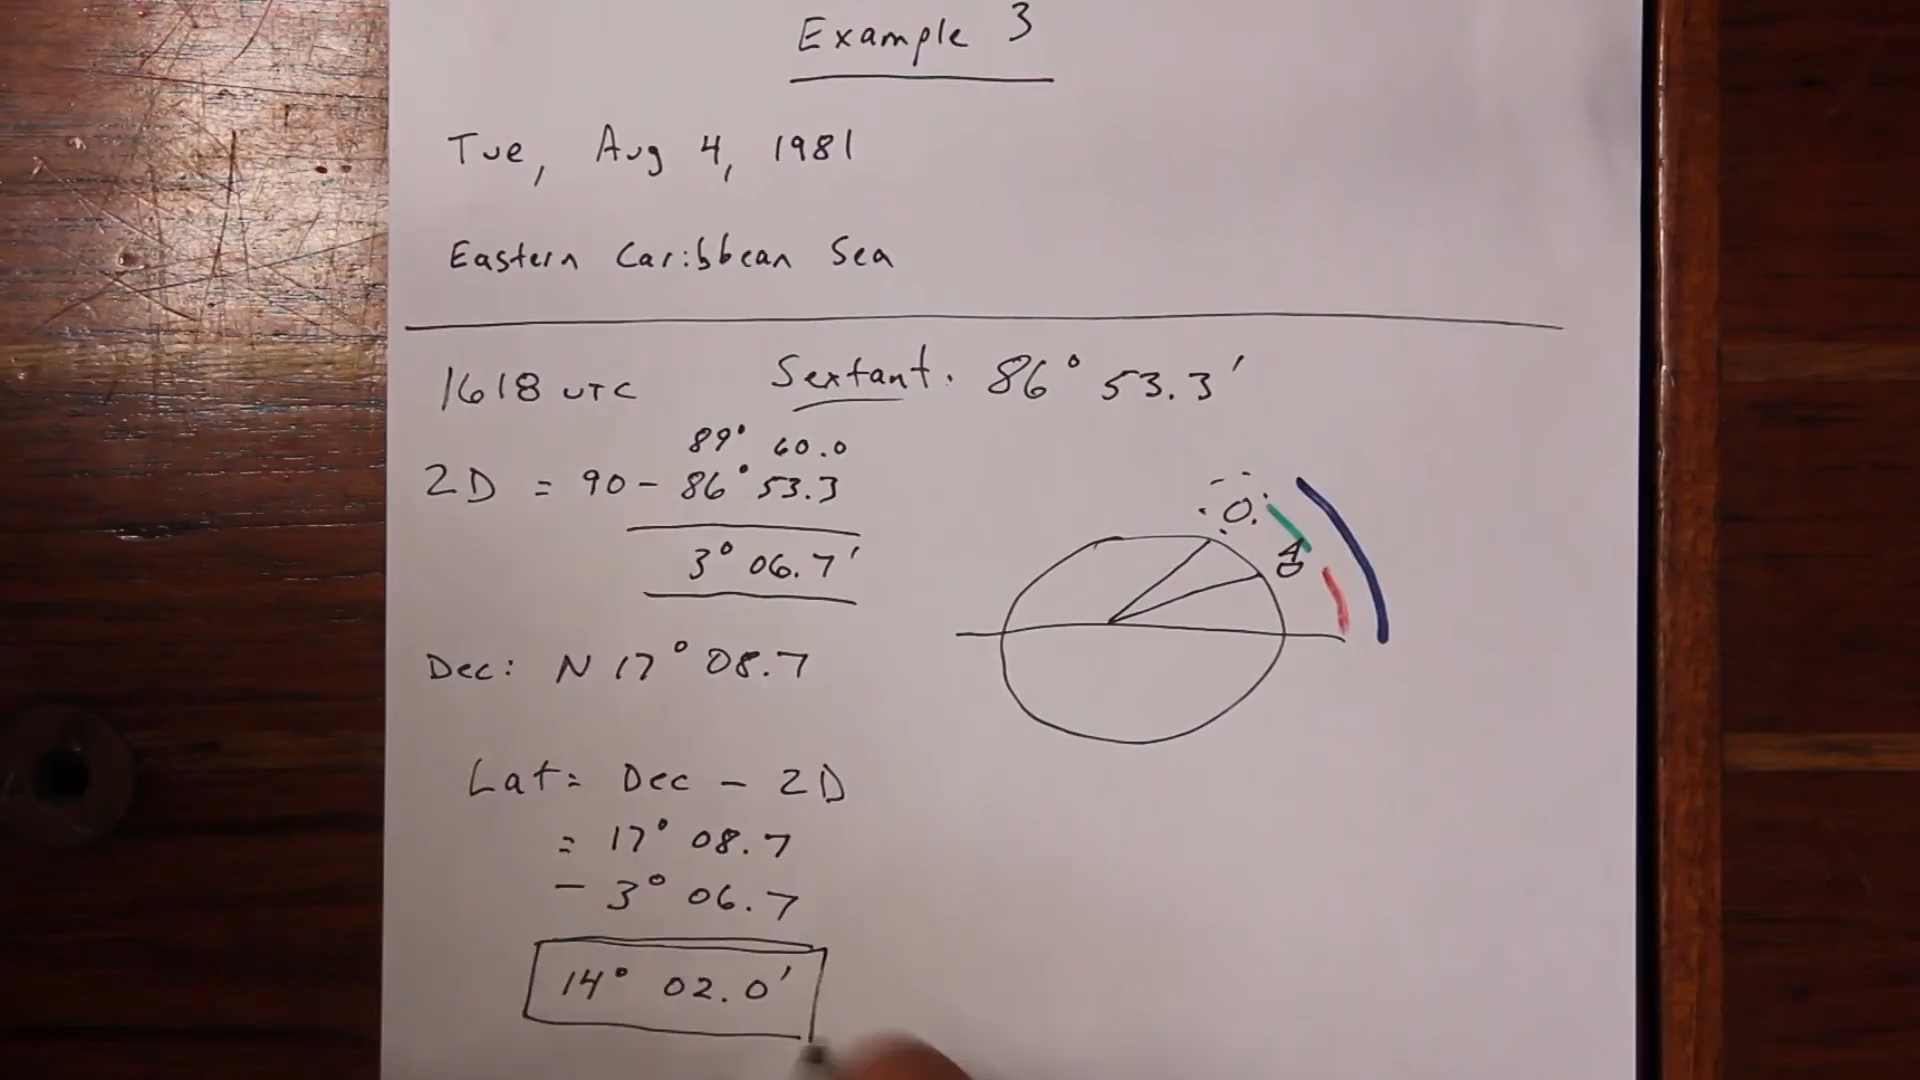 Example 3
Tue, Aug 4, 1981
Eastern Caribbean Sea
1618 UTC Sextant. 86° 53.3'
89° 60.0
ZD = 90 - 86° 53.3
3° 06.7'
Dec: N 17° 08.7
Lat= Dec - ZD
= 17° 08.7
- 3° 06.7
14° 02.0'